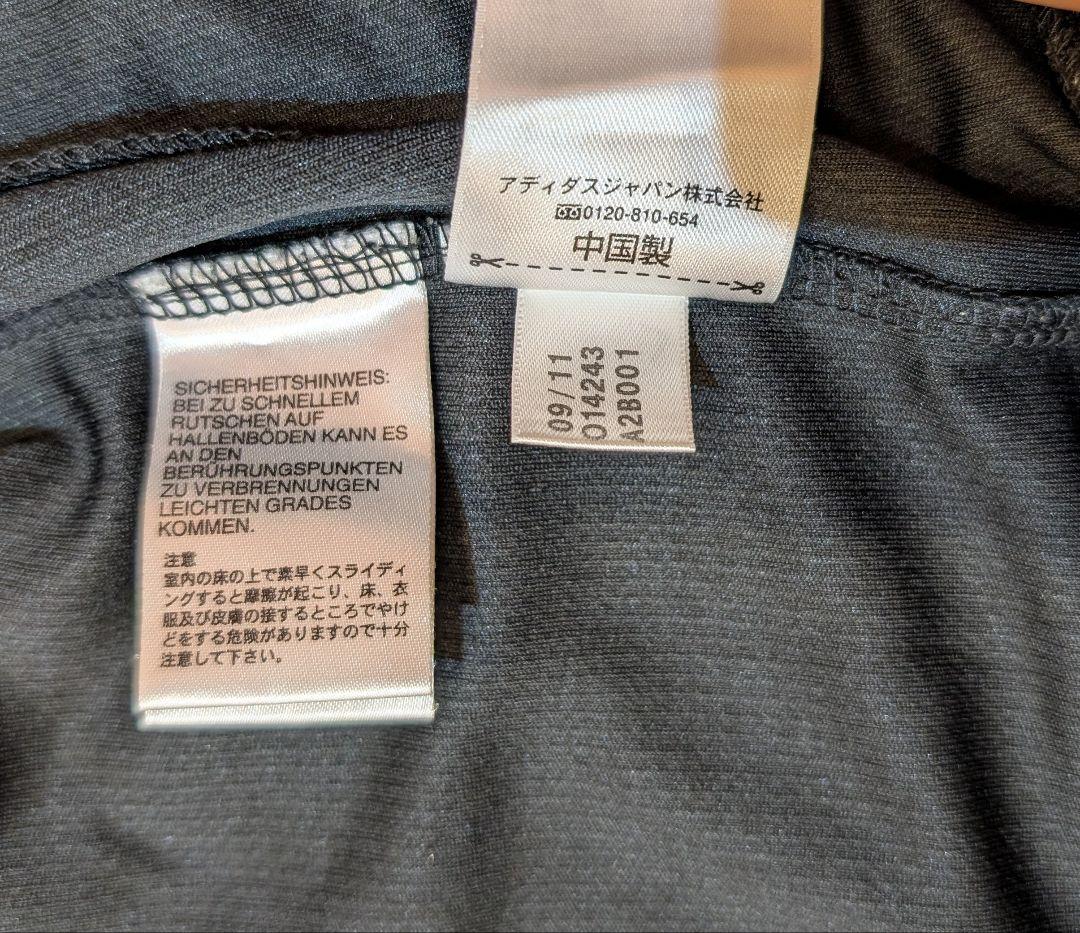 アディダスジャパン株式会社
0120-810-654
中国製
09/11
014243
A2B001
SICHERHEITSHINWEIS:
BEI ZU SCHNELLEM
RUTSCHEN AUF
HALLENBÖDEN KANN ES
AN DEN
BERÜHRUNGSPUNKTEN
ZU VERBRENNUNGEN
LEICHTEN GRADES
KOMMEN.
注意
室内の床の上で素早くスライディ
ングすると摩擦が起こり、床、衣
服及び皮膚の接するところでやけ
どをする危険がありますので十分
注意して下さい。